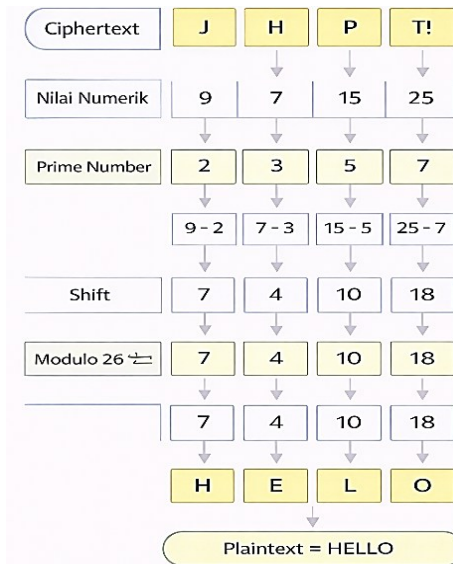 Ciphertext J H P T!
Nilai Numerik 9 7 15 25
Prime Number 2 3 5 7
9 - 2 7 - 3 15 - 5 25 - 7
Shift 7 4 10 18
Modulo 26 7 4 10 18
7 4 10 18
H E L O
Plaintext = HELLO